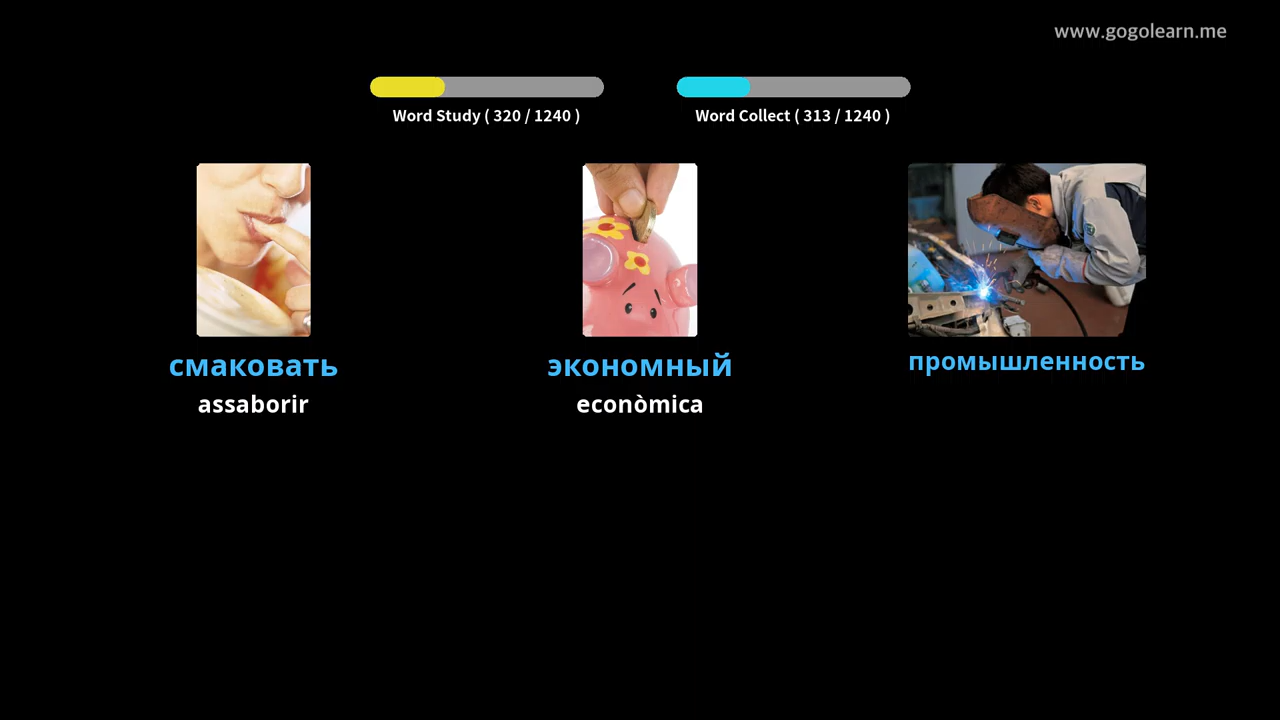 www.gogolearn.me
Word Study ( 320 / 1240 )
Word Collect ( 313 / 1240 )
смаковать
assaborir
экономный
econòmica
промышленность